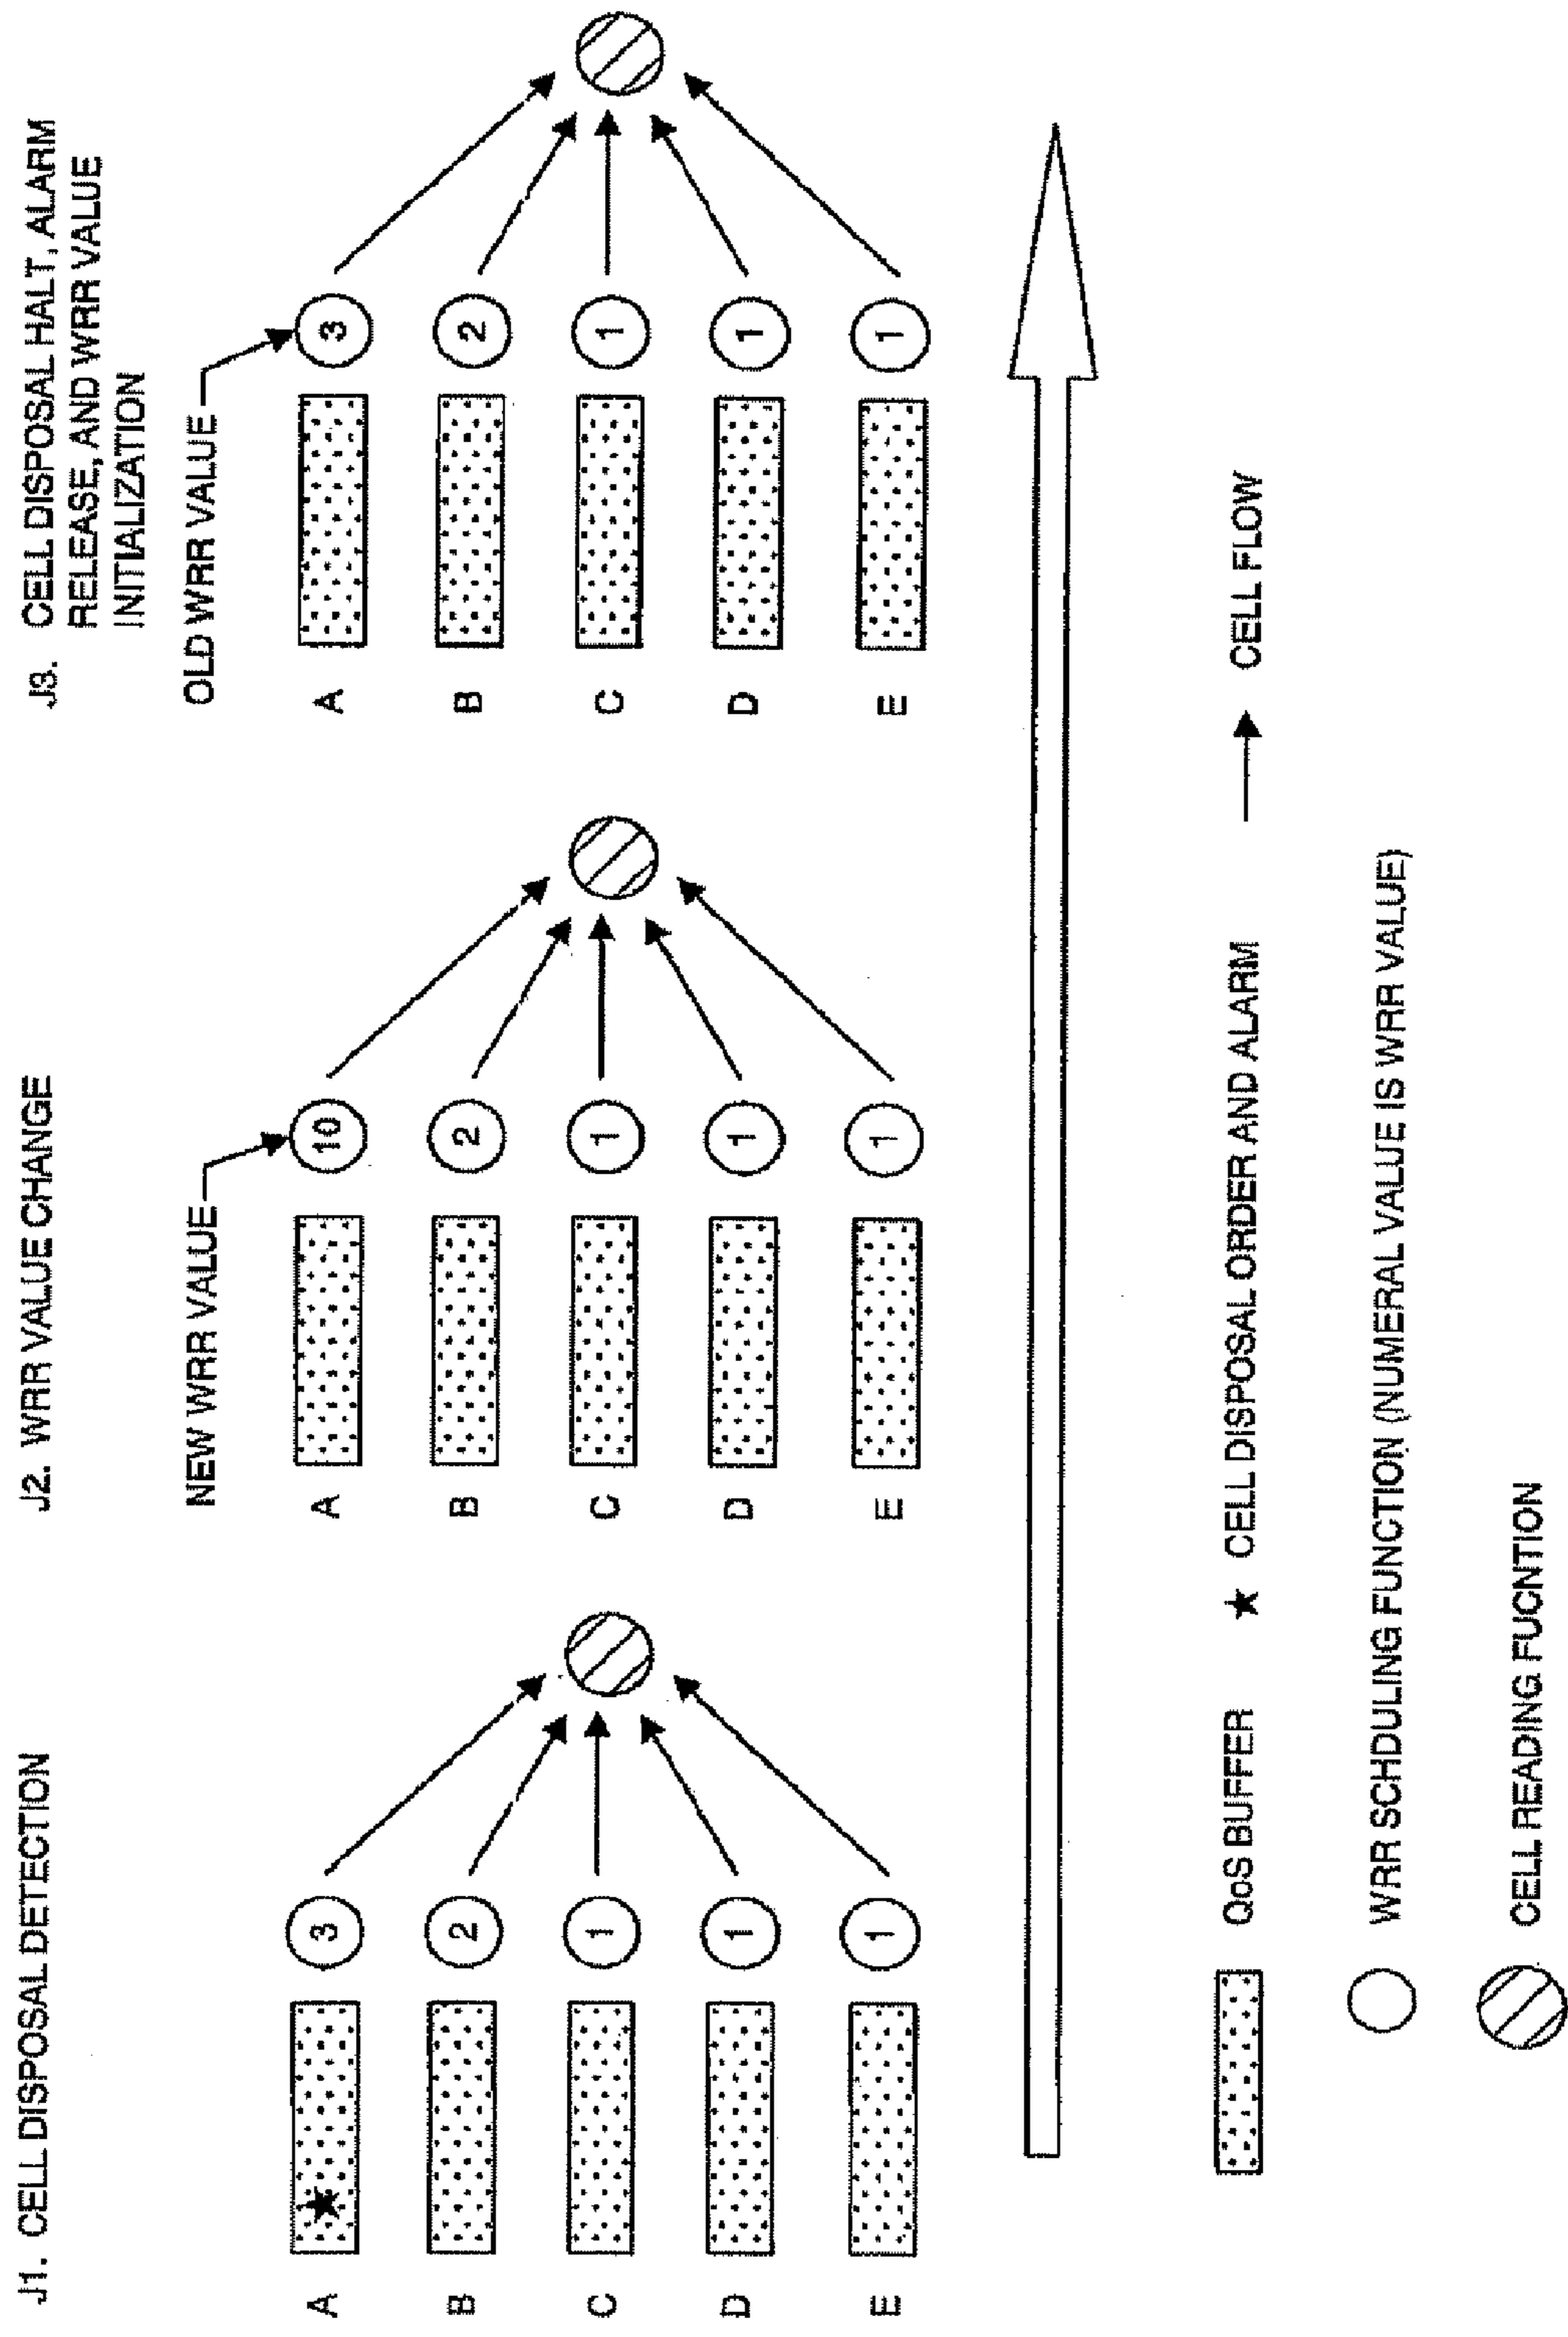 J1. CELL DISPOSAL DETECTION
A
3
B
2
C
1
D
1
E
1
J2. WRR VALUE CHANGE
NEW WRR VALUE
A
10
B
2
C
1
D
1
E
1
J3. CELL DISPOSAL HALT, ALARM
RELEASE, AND WRR VALUE
INITIALIZATION
OLD WRR VALUE
A
3
B
2
C
1
D
1
E
1
QoS BUFFER
★ CELL DISPOSAL ORDER AND ALARM
CELL FLOW
WRR SCHDULING FUNCTION (NUMERAL VALUE IS WRR VALUE)
CELL READING FUCNTION